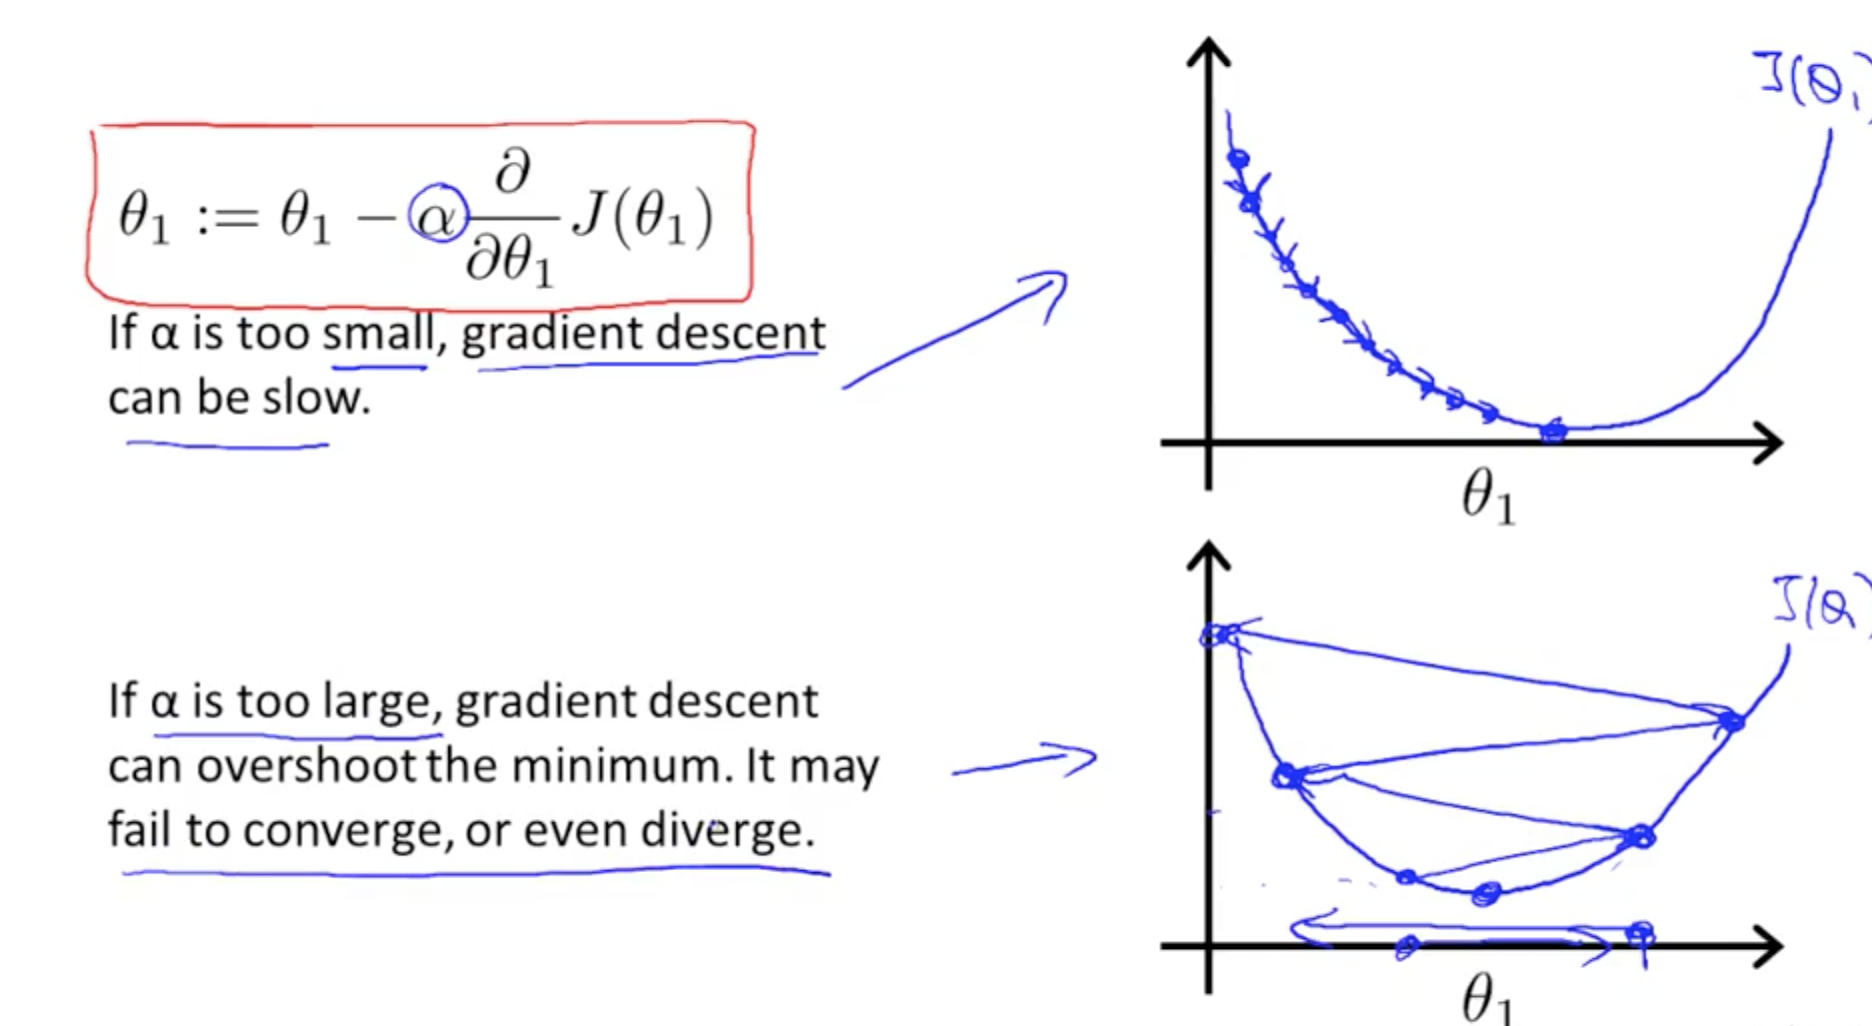 θ₁ := θ₁ − α ∂/∂θ₁ J(θ₁)
If α is too small, gradient descent
can be slow.
J(θ₁)
θ₁
If α is too large, gradient descent
can overshoot the minimum. It may
fail to converge, or even diverge.
J(θ₁)
θ₁